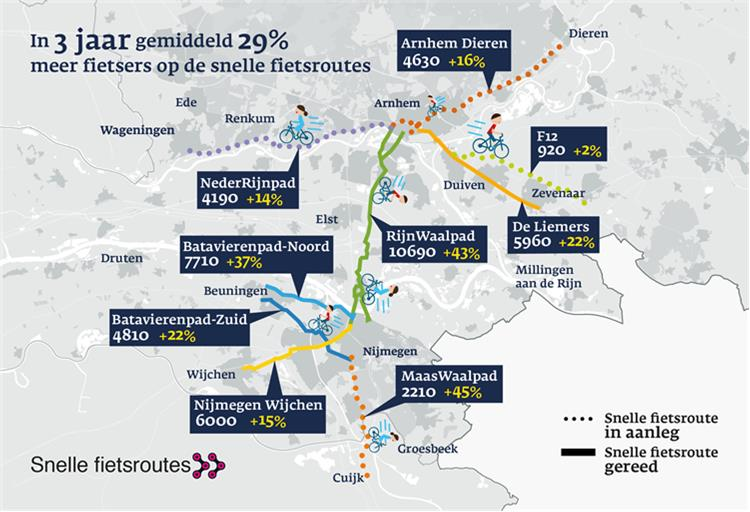 In 3 jaar gemiddeld 29%
meer fietsers op de snelle fietsroutes
Arnhem Dieren
4630 +16%
Dieren
Ede
Renkum
Arnhem
Wageningen
F12
920 +2%
NederRijnpad
4190 +14%
Duiven
Zevenaar
Elst
De Liemers
5960 +22%
Batavierenpad-Noord
7710 +37%
RijnWaalpad
10690 +43%
Druten
Millingen
aan de Rijn
Beuningen
Batavierenpad-Zuid
4810 +22%
Nijmegen
Wijchen
MaasWaalpad
2210 +45%
Nijmegen Wijchen
6000 +15%
Snelle fietsroute
in aanleg
Groesbeek
Snelle fietsroute
gereed
Snelle fietsroutes
Cuijk